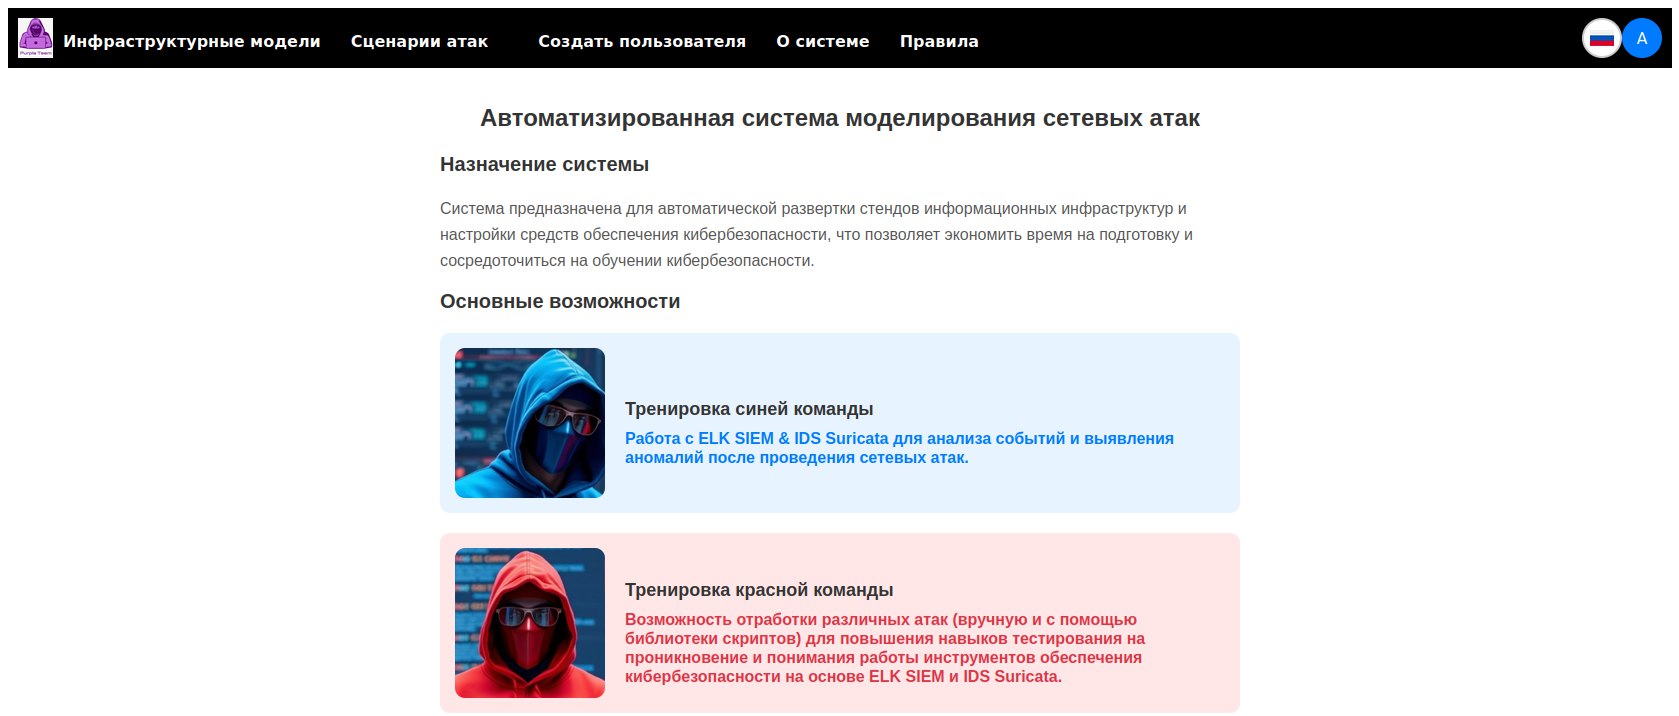 Purple Team
Инфраструктурные модели Сценарии атак Создать пользователя О системе Правила A
Автоматизированная система моделирования сетевых атак
Назначение системы
Система предназначена для автоматической развертки стендов информационных инфраструктур и
настройки средств обеспечения кибербезопасности, что позволяет экономить время на подготовку и
сосредоточиться на обучении кибербезопасности.
Основные возможности
Тренировка синей команды
Работа с ELK SIEM & IDS Suricata для анализа событий и выявления
аномалий после проведения сетевых атак.
Тренировка красной команды
Возможность отработки различных атак (вручную и с помощью
библиотеки скриптов) для повышения навыков тестирования на
проникновение и понимания работы инструментов обеспечения
кибербезопасности на основе ELK SIEM и IDS Suricata.